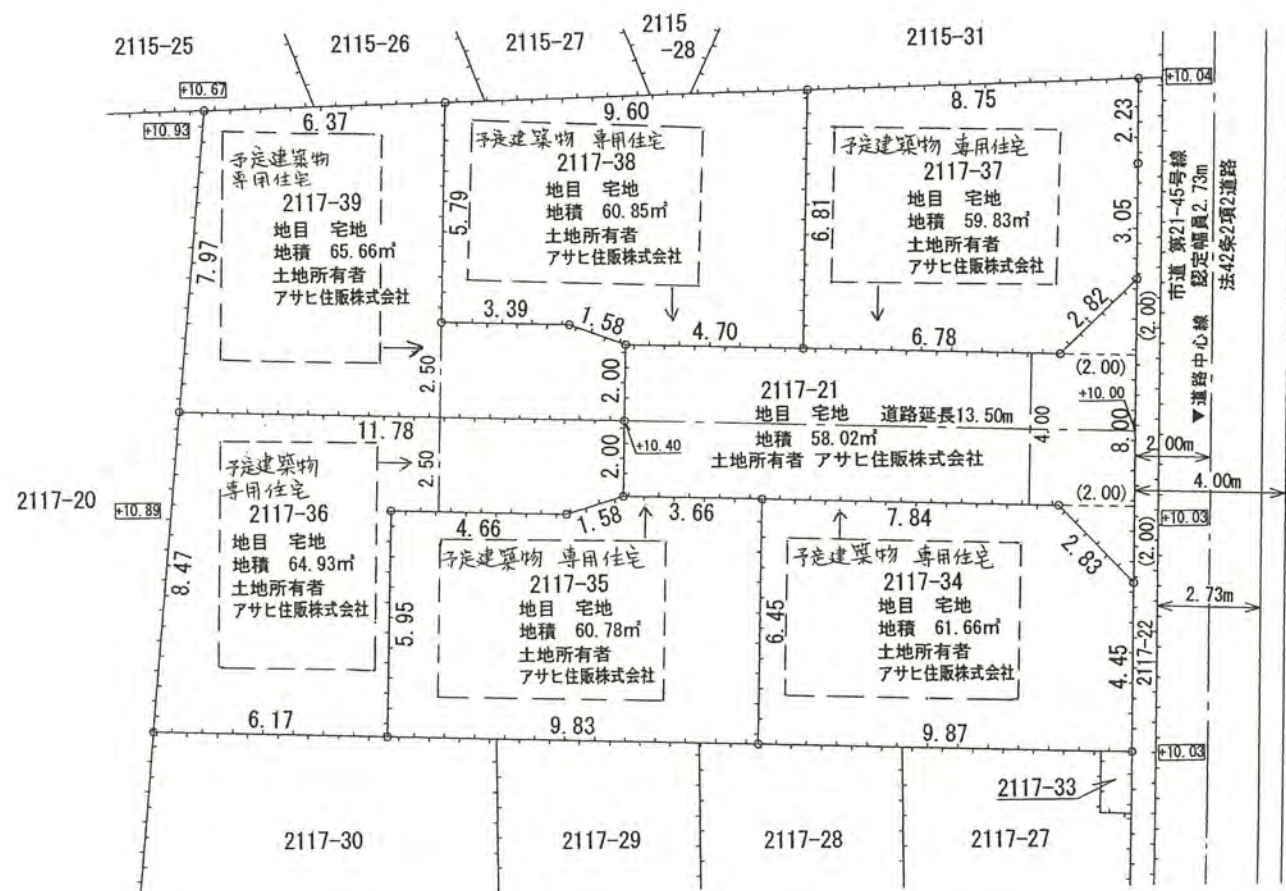 2115-25
2115-26
2115-27
2115
-28
2115-31
+10.67
+10.93
+10.04
6.37
9.60
8.75
2.23
予定建築物
専用住宅
2117-39
地目 宅地
地積 65.66㎡
土地所有者
アサヒ住販株式会社
7.97
5.79
予定建築物 専用住宅
2117-38
地目 宅地
地積 60.85㎡
土地所有者
アサヒ住販株式会社
6.81
予定建築物 専用住宅
2117-37
地目 宅地
地積 59.83㎡
土地所有者
アサヒ住販株式会社
3.05
市道 第21-45号線
認定幅員2.73m
法42条2項2道路
▼道路中心線
3.39
1.58
4.70
6.78
2.82
(2.00)
(2.00)
2.50
2.00
2117-21
地目 宅地 道路延長13.50m
地積 58.02㎡
土地所有者 アサヒ住販株式会社
4.00
+10.00
8.00
2.00m
4.00m
11.78
+10.40
2.50
2.00
(2.00)
+10.03
(2.00)
2117-20
+10.89
予定建築物
専用住宅
2117-36
地目 宅地
地積 64.93㎡
土地所有者
アサヒ住販株式会社
8.47
4.66
1.58
3.66
7.84
2.83
5.95
予定建築物 専用住宅
2117-35
地目 宅地
地積 60.78㎡
土地所有者
アサヒ住販株式会社
6.45
予定建築物 専用住宅
2117-34
地目 宅地
地積 61.66㎡
土地所有者
アサヒ住販株式会社
2.73m
4.45
2117-22
6.17
9.83
9.87
+10.03
2117-33
2117-30
2117-29
2117-28
2117-27